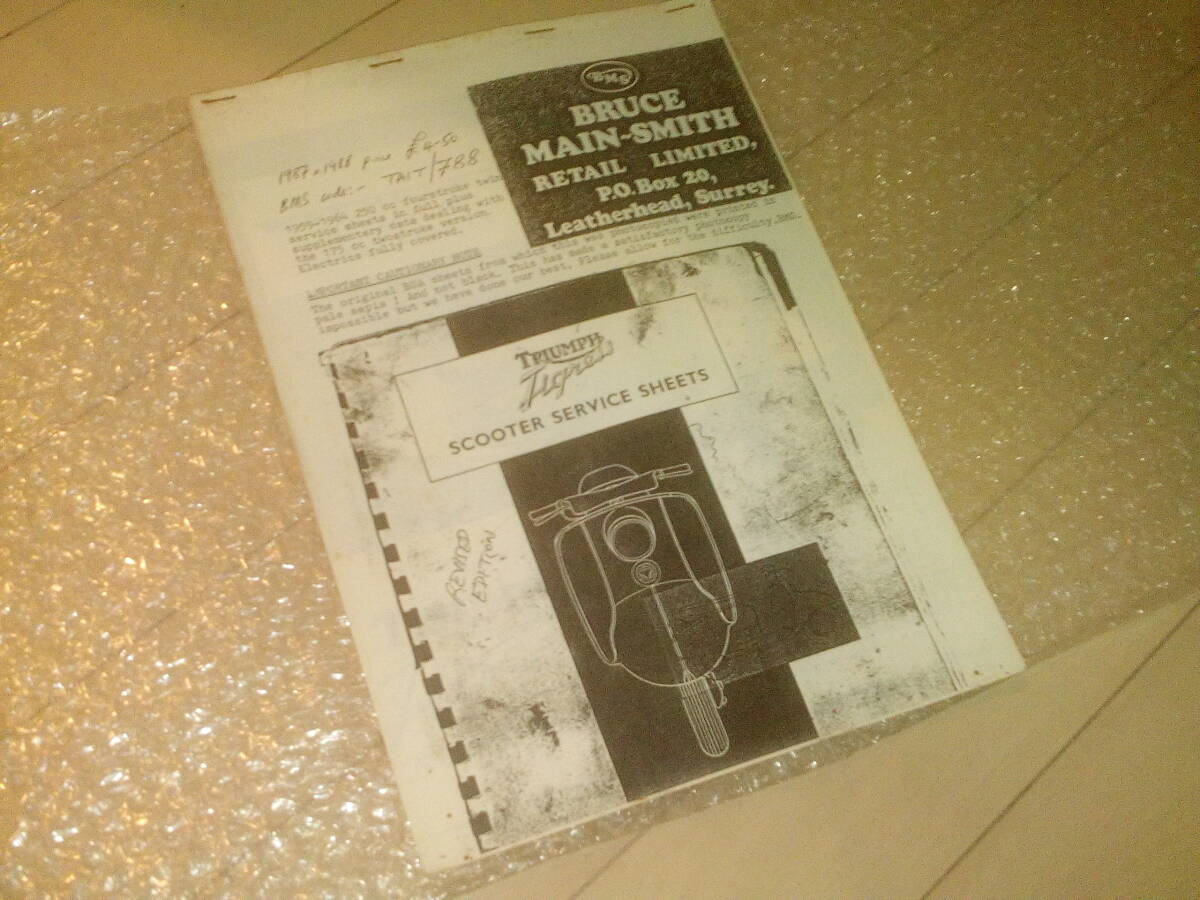 BMS
BRUCE
MAIN-SMITH
RETAIL LIMITED,
P.O. Box 20,
Leatherhead, Surrey.
1987 + 1988 price £4-50
BMS code:- TAIT/788
1959-1964 250 cc fourstroke twin
service sheets in full plus
supplementary data dealing with
the 175 cc twostroke version.
Electrics fully covered.
IMPORTANT CAUTIONARY NOTE
The original BSA sheets from which this was photocopied were printed in
pale sepia ! And not black. This has made a satisfactory photocopy
impossible but we have done our best. Please allow for the difficulty. BMS.
TRIUMPH
Tigress
SCOOTER SERVICE SHEETS
REVISED
EDITION